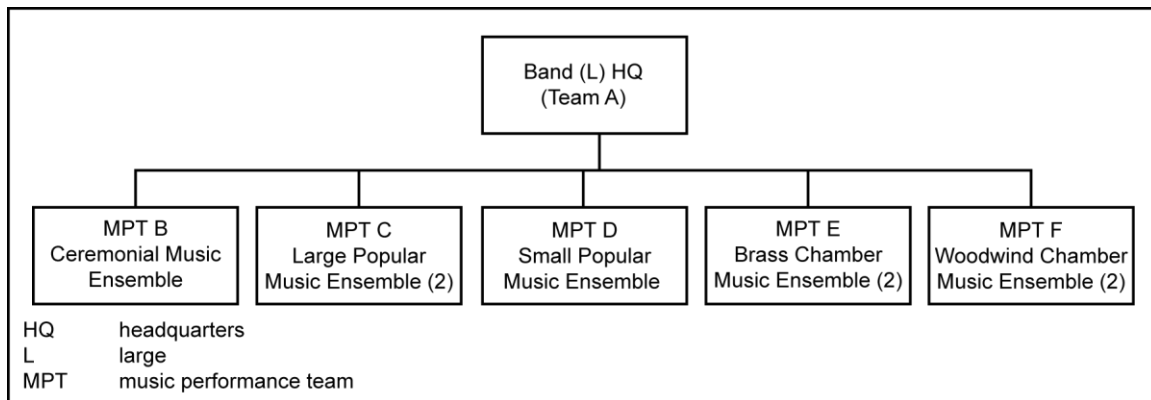 Band (L) HQ
(Team A)
MPT B
Ceremonial Music
Ensemble
MPT C
Large Popular
Music Ensemble (2)
MPT D
Small Popular
Music Ensemble
MPT E
Brass Chamber
Music Ensemble (2)
MPT F
Woodwind Chamber
Music Ensemble (2)
HQ headquarters
L large
MPT music performance team